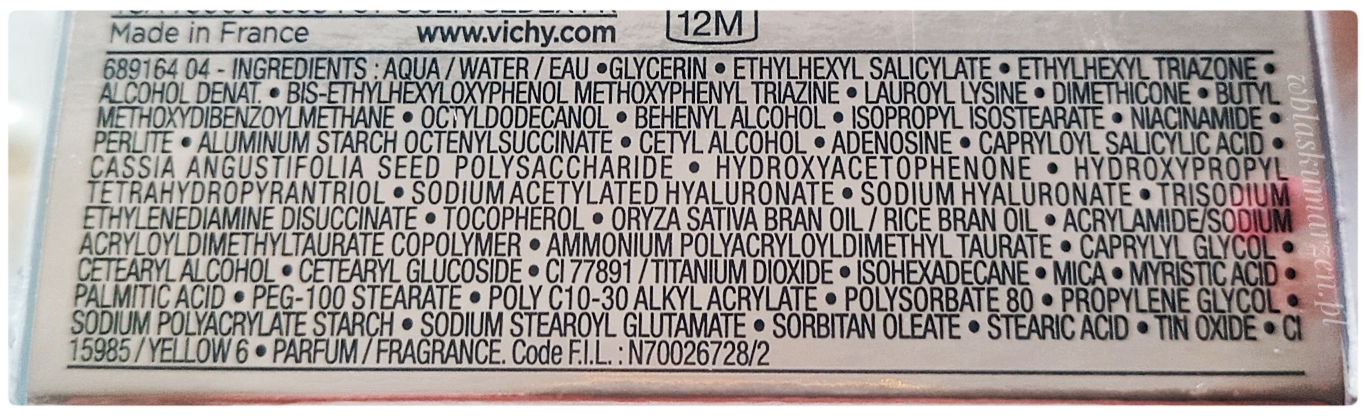 Made in France www.vichy.com 12M
689164 04 - INGREDIENTS : AQUA / WATER / EAU • GLYCERIN • ETHYLHEXYL SALICYLATE • ETHYLHEXYL TRIAZONE •
ALCOHOL DENAT. • BIS-ETHYLHEXYLOXYPHENOL METHOXYPHENYL TRIAZINE • LAUROYL LYSINE • DIMETHICONE • BUTYL
METHOXYDIBENZOYLMETHANE • OCTYLDODECANOL • BEHENYL ALCOHOL • ISOPROPYL ISOSTEARATE • NIACINAMIDE •
PERLITE • ALUMINUM STARCH OCTENYLSUCCINATE • CETYL ALCOHOL • ADENOSINE • CAPRYLOYL SALICYLIC ACID •
CASSIA ANGUSTIFOLIA SEED POLYSACCHARIDE • HYDROXYACETOPHENONE • HYDROXYPROPYL
TETRAHYDROPYRANTRIOL • SODIUM ACETYLATED HYALURONATE • SODIUM HYALURONATE • TRISODIUM
ETHYLENEDIAMINE DISUCCINATE • TOCOPHEROL • ORYZA SATIVA BRAN OIL / RICE BRAN OIL • ACRYLAMIDE/SODIUM
ACRYLOYLDIMETHYLTAURATE COPOLYMER • AMMONIUM POLYACRYLOYLDIMETHYL TAURATE • CAPRYLYL GLYCOL •
CETEARYL ALCOHOL • CETEARYL GLUCOSIDE • CI 77891 / TITANIUM DIOXIDE • ISOHEXADECANE • MICA • MYRISTIC ACID •
PALMITIC ACID • PEG-100 STEARATE • POLY C10-30 ALKYL ACRYLATE • POLYSORBATE 80 • PROPYLENE GLYCOL •
SODIUM POLYACRYLATE STARCH • SODIUM STEAROYL GLUTAMATE • SORBITAN OLEATE • STEARIC ACID • TIN OXIDE • CI
15985 / YELLOW 6 • PARFUM / FRAGRANCE. Code F.I.L. : N70026728/2